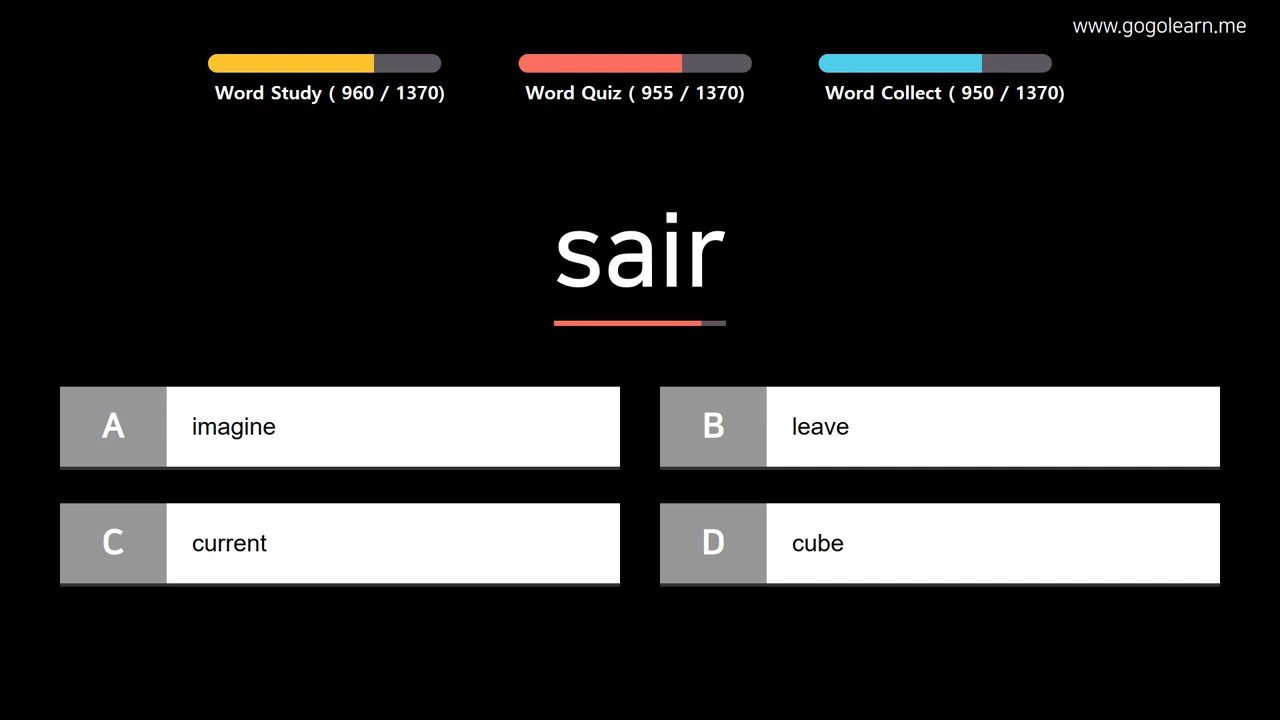 www.gogolearn.me
Word Study ( 960 / 1370)
Word Quiz ( 955 / 1370)
Word Collect ( 950 / 1370)
sair
A imagine
B leave
C current
D cube